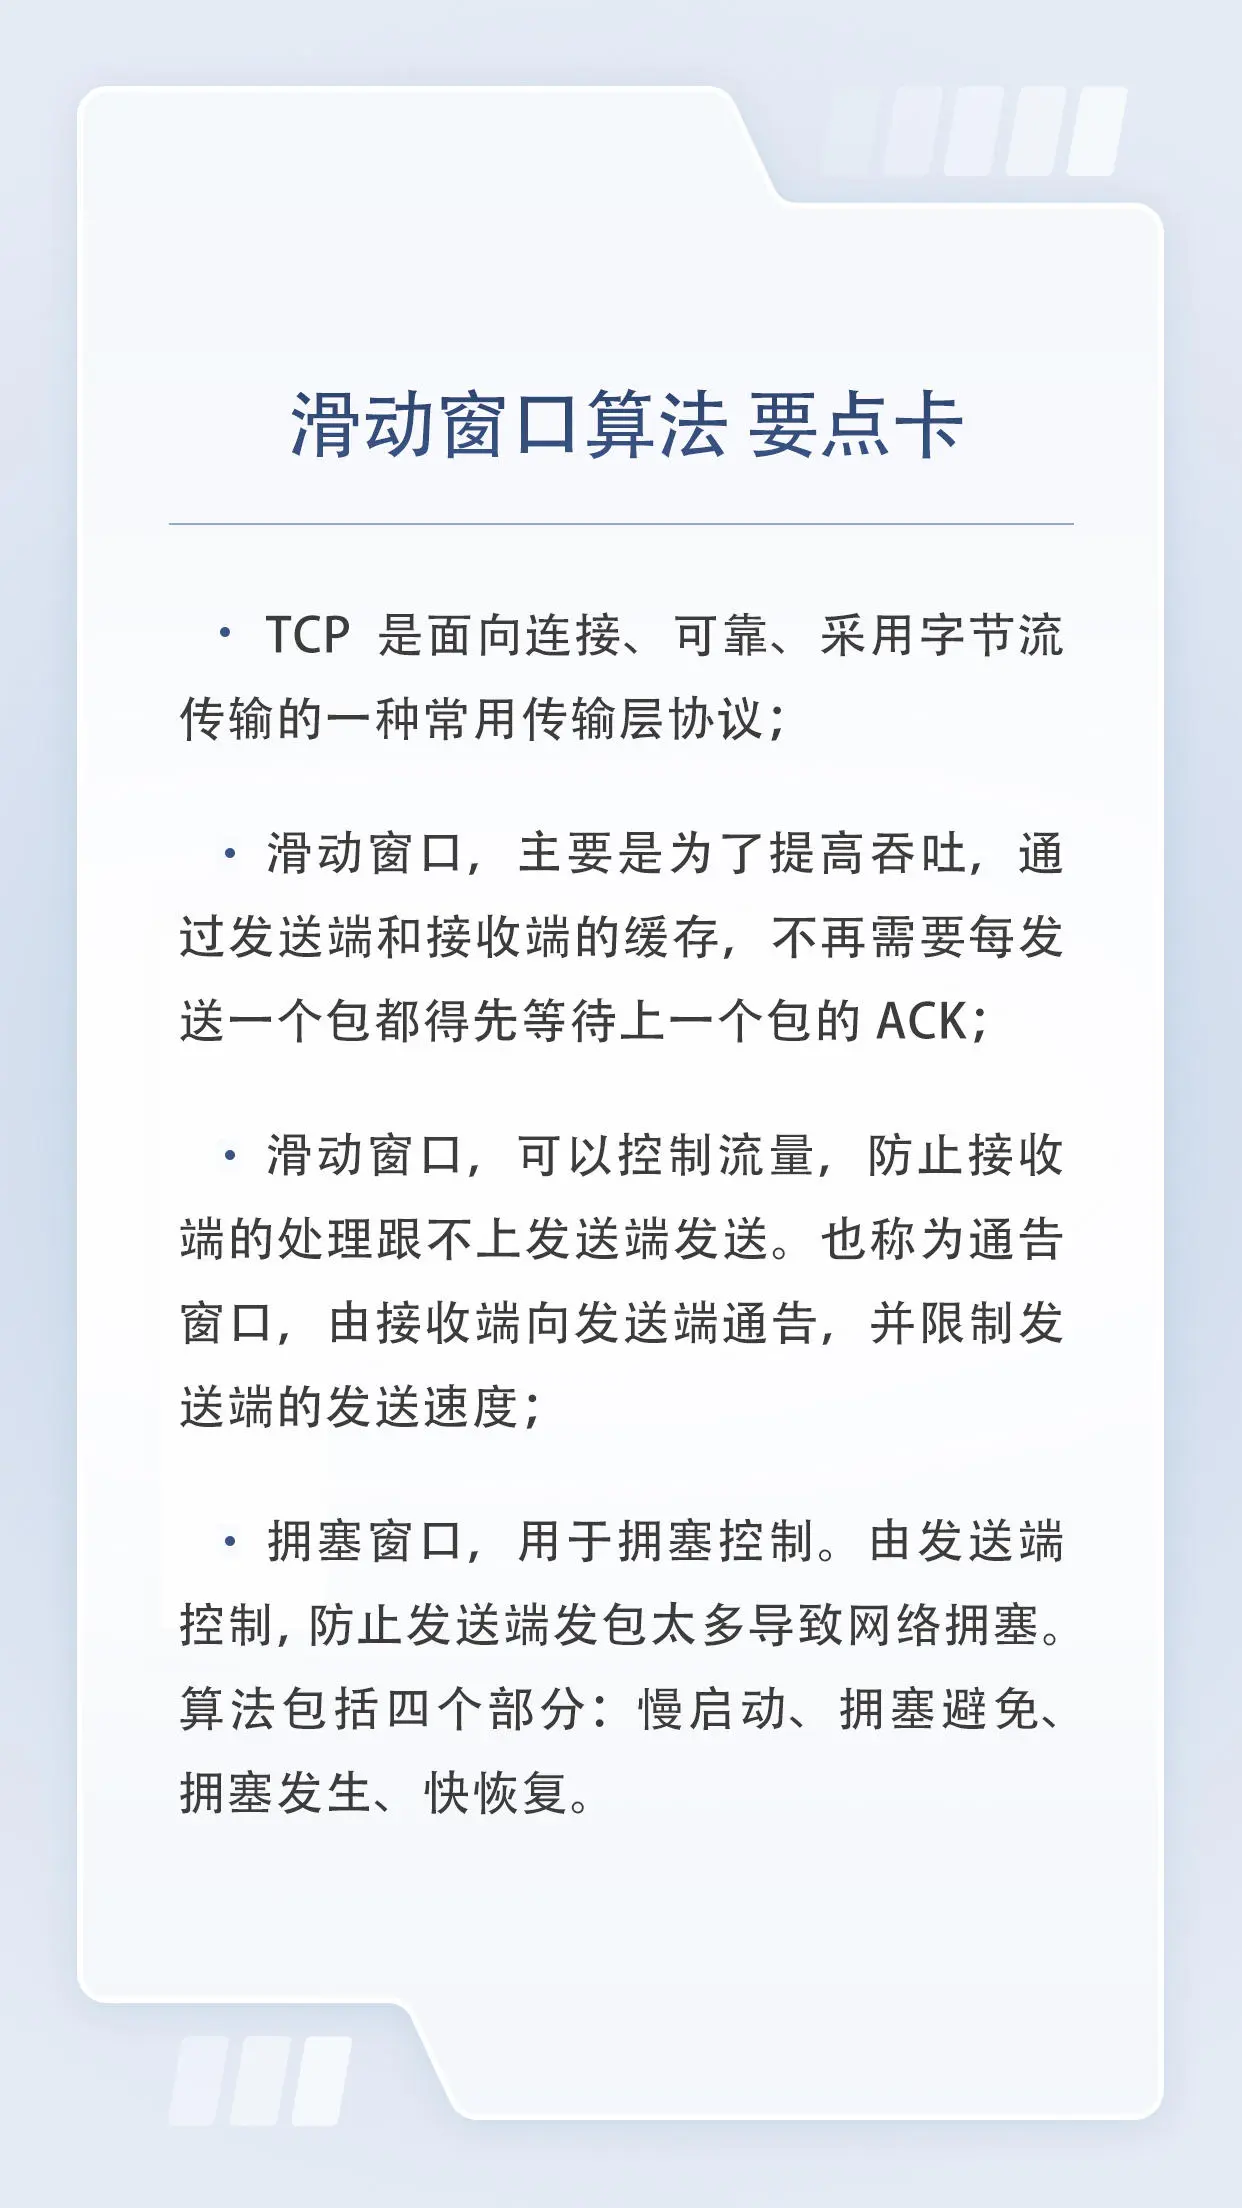 滑动窗口算法 要点卡
· TCP 是面向连接、可靠、采用字节流
传输的一种常用传输层协议；
· 滑动窗口，主要是为了提高吞吐，通
过发送端和接收端的缓存，不再需要每发
送一个包都得先等待上一个包的 ACK；
· 滑动窗口，可以控制流量，防止接收
端的处理跟不上发送端发送。也称为通告
窗口，由接收端向发送端通告，并限制发
送端的发送速度；
· 拥塞窗口，用于拥塞控制。由发送端
控制，防止发送端发包太多导致网络拥塞。
算法包括四个部分：慢启动、拥塞避免、
拥塞发生、快恢复。